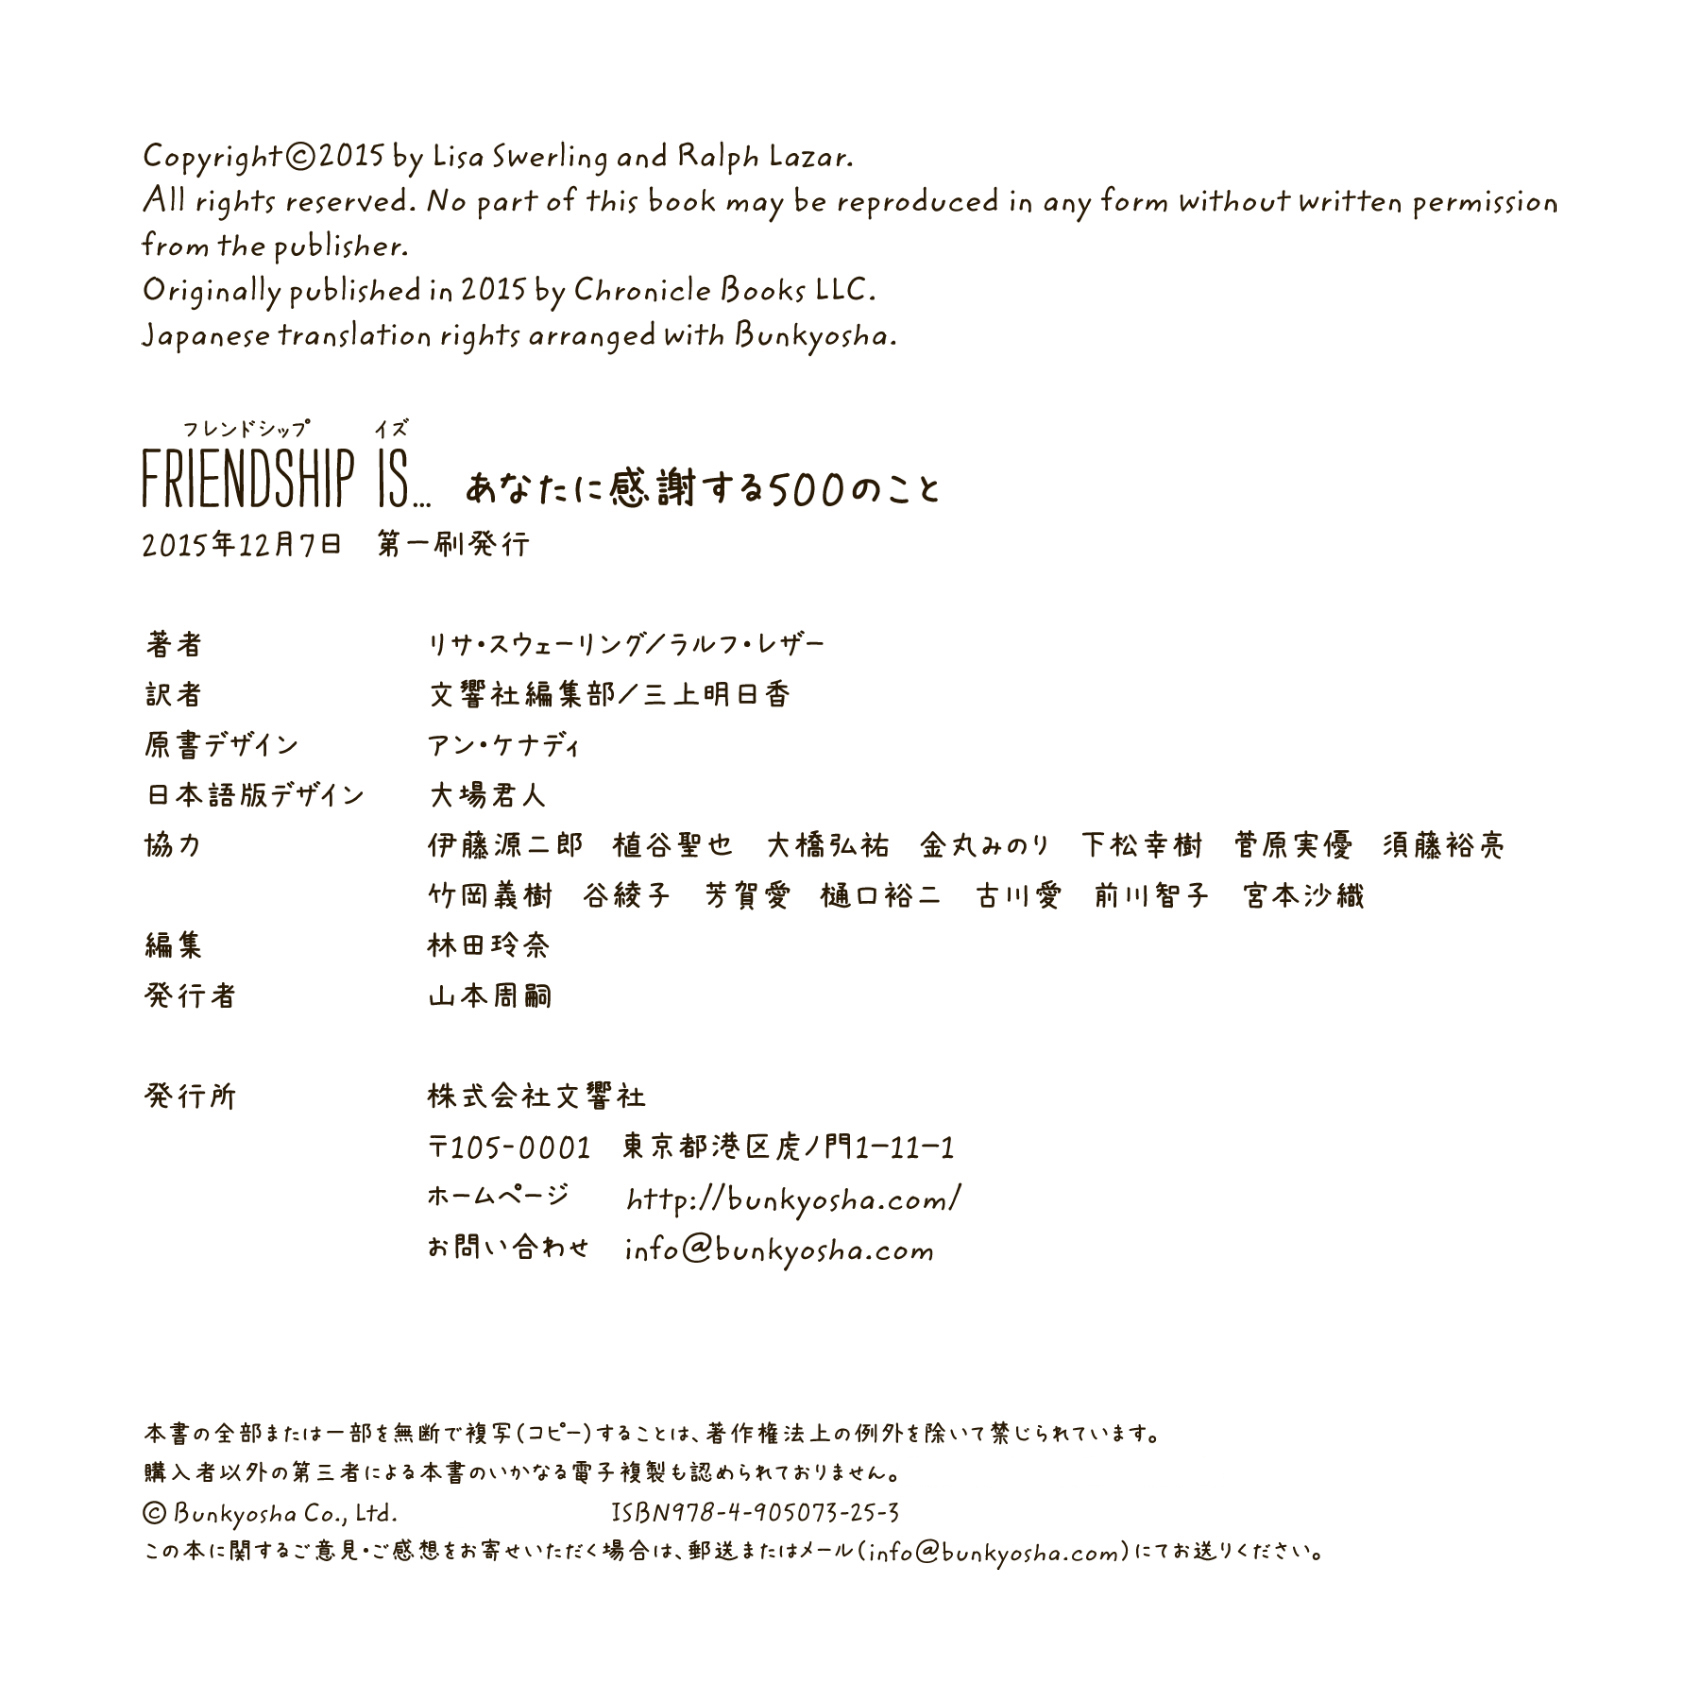 Copyright©2015 by Lisa Swerling and Ralph Lazar.
All rights reserved. No part of this book may be reproduced in any form without written permission
from the publisher.
Originally published in 2015 by Chronicle Books LLC.
Japanese translation rights arranged with Bunkyosha.
フレンドシップ イズ
FRIENDSHIP IS... あなたに感謝する500のこと
2015年12月7日 第一刷発行
著者 リサ・スウェーリング/ラルフ・レザー
訳者 文響社編集部/三上明日香
原書デザイン アン・ケナディ
日本語版デザイン 大場君人
協力 伊藤源二郎 植谷聖也 大橋弘祐 金丸みのり 下松幸樹 菅原実優 須藤裕亮
竹岡義樹 谷綾子 芳賀愛 樋口裕二 古川愛 前川智子 宮本沙織
編集 林田玲奈
発行者 山本周嗣
発行所 株式会社文響社
〒105-0001 東京都港区虎ノ門1−11−1
ホームページ http://bunkyosha.com/
お問い合わせ info@bunkyosha.com
本書の全部または一部を無断で複写(コピー)することは、著作権法上の例外を除いて禁じられています。
購入者以外の第三者による本書のいかなる電子複製も認められておりません。
© Bunkyosha Co., Ltd. ISBN978-4-905073-25-3
この本に関するご意見・ご感想をお寄せいただく場合は、郵送またはメール(info@bunkyosha.com)にてお送りください。